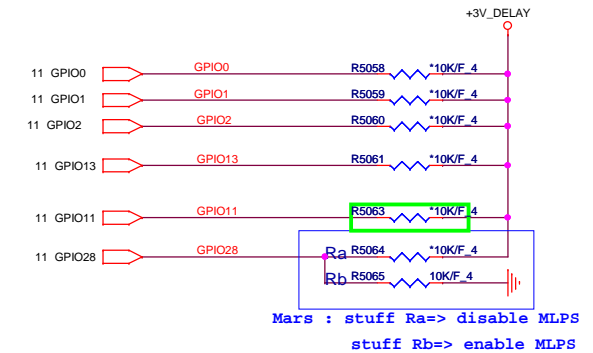 +3V_DELAY
11 GPIO0 GPIO0 R5058 *10K/F_4
11 GPIO1 GPIO1 R5059 *10K/F_4
11 GPIO2 GPIO2 R5060 *10K/F_4
11 GPIO13 GPIO13 R5061 *10K/F_4
11 GPIO11 GPIO11 R5063 *10K/F_4
11 GPIO28 GPIO28 Ra R5064 *10K/F_4
Rb R5065 10K/F_4
Mars : stuff Ra=> disable MLPS
stuff Rb=> enable MLPS